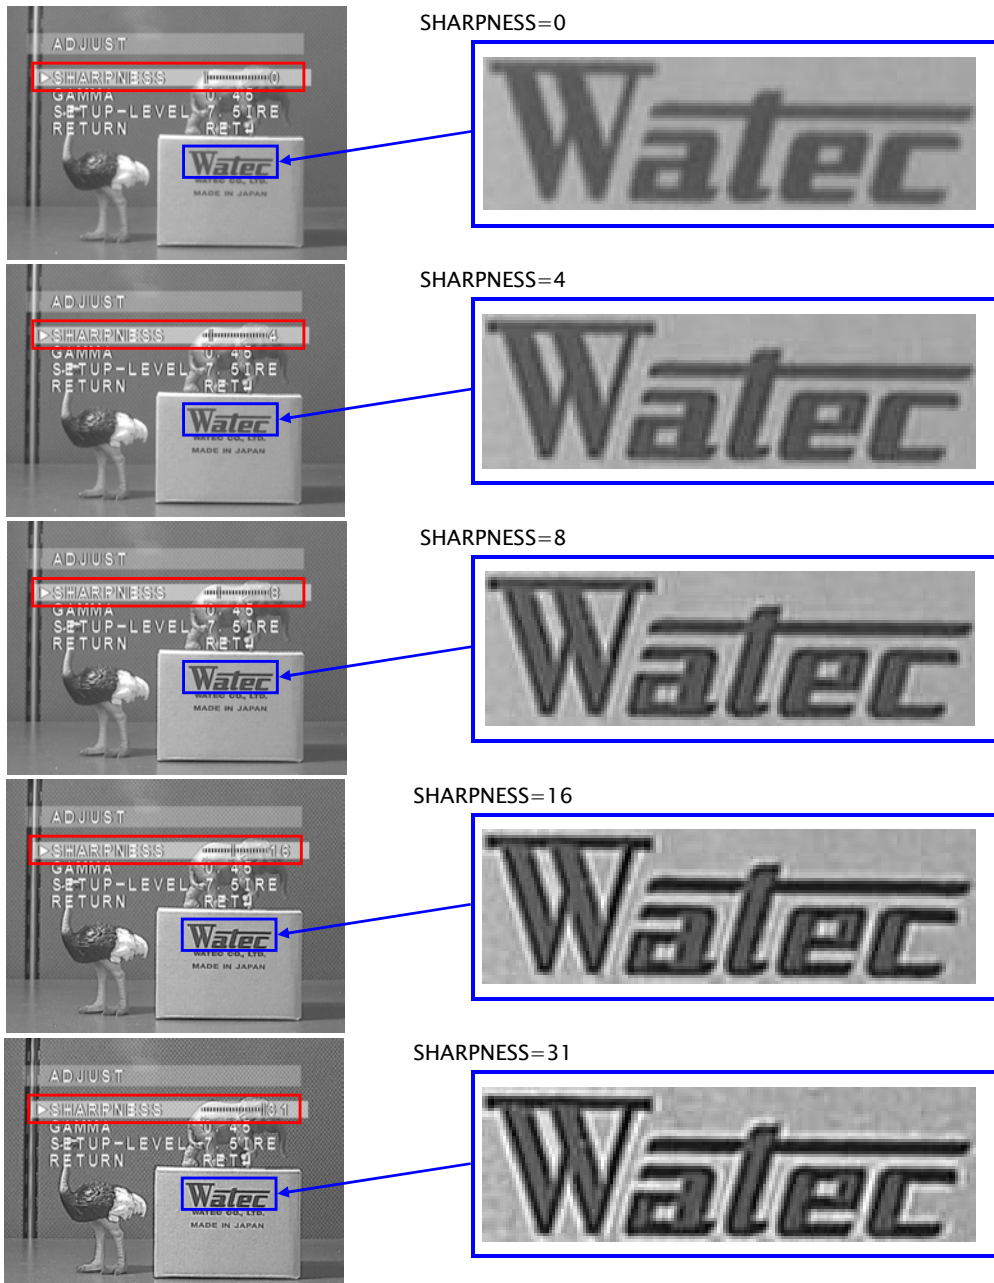 SHARPNESS=0
ADJUST
SHARPNESS 0
GAMMA 0.45
SETUP-LEVEL 7.5IRE
RETURN RET
Watec
WATEC CO., LTD.
MADE IN JAPAN
Watec
SHARPNESS=4
ADJUST
SHARPNESS 4
GAMMA 0.45
SETUP-LEVEL 7.5IRE
RETURN RET
Watec
WATEC CO., LTD.
MADE IN JAPAN
Watec
SHARPNESS=8
ADJUST
SHARPNESS 8
GAMMA 0.45
SETUP-LEVEL 7.5IRE
RETURN RET
Watec
WATEC CO., LTD.
MADE IN JAPAN
Watec
SHARPNESS=16
ADJUST
SHARPNESS 16
GAMMA 0.45
SETUP-LEVEL 7.5IRE
RETURN RET
Watec
WATEC CO., LTD.
MADE IN JAPAN
Watec
SHARPNESS=31
ADJUST
SHARPNESS 31
GAMMA 0.45
SETUP-LEVEL 7.5IRE
RETURN RET
Watec
WATEC CO., LTD.
MADE IN JAPAN
Watec